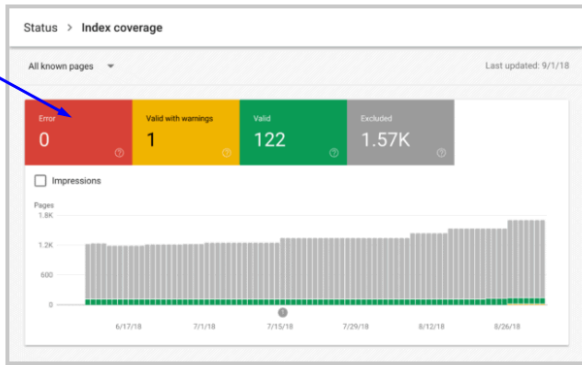 Status > Index coverage
All known pages
Last updated: 9/1/18
Error
0
Valid with warnings
1
Valid
122
Excluded
1.57K
Impressions
Pages
1.8K
1.2K
600
0
1
6/17/18 7/1/18 7/15/18 7/29/18 8/12/18 8/26/18